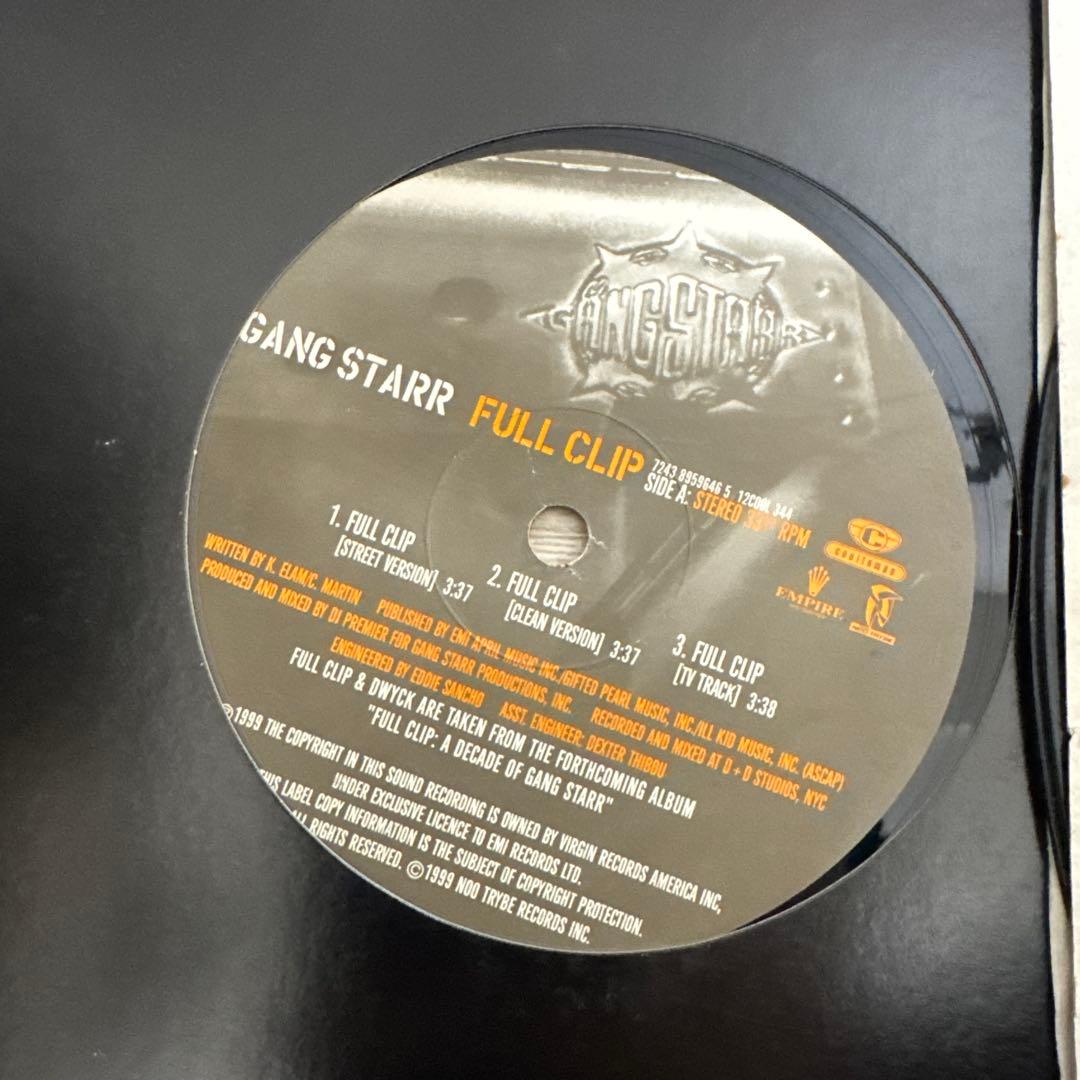 GANG STARR
GANG STARR FULL CLIP
7243 8959646 5 12COOL 344
SIDE A: STEREO 33⅓ RPM
Cooltempo
EMPIRE
1. FULL CLIP
[STREET VERSION] 3:37
2. FULL CLIP
[CLEAN VERSION] 3:37
3. FULL CLIP
[TV TRACK] 3:38
WRITTEN BY K. ELAM/C. MARTIN PUBLISHED BY EMI APRIL MUSIC INC./GIFTED PEARL MUSIC, INC./ILL KID MUSIC, INC. (ASCAP)
PRODUCED AND MIXED BY DJ PREMIER FOR GANG STARR PRODUCTIONS, INC. RECORDED AND MIXED AT D + D STUDIOS, NYC
ENGINEERED BY EDDIE SANCHO ASST. ENGINEER: DEXTER THIBOU
FULL CLIP & DWYCK ARE TAKEN FROM THE FORTHCOMING ALBUM
"FULL CLIP: A DECADE OF GANG STARR"
℗1999 THE COPYRIGHT IN THIS SOUND RECORDING IS OWNED BY VIRGIN RECORDS AMERICA INC,
UNDER EXCLUSIVE LICENCE TO EMI RECORDS LTD.
THIS LABEL COPY INFORMATION IS THE SUBJECT OF COPYRIGHT PROTECTION.
ALL RIGHTS RESERVED. ©1999 NOO TRYBE RECORDS INC.